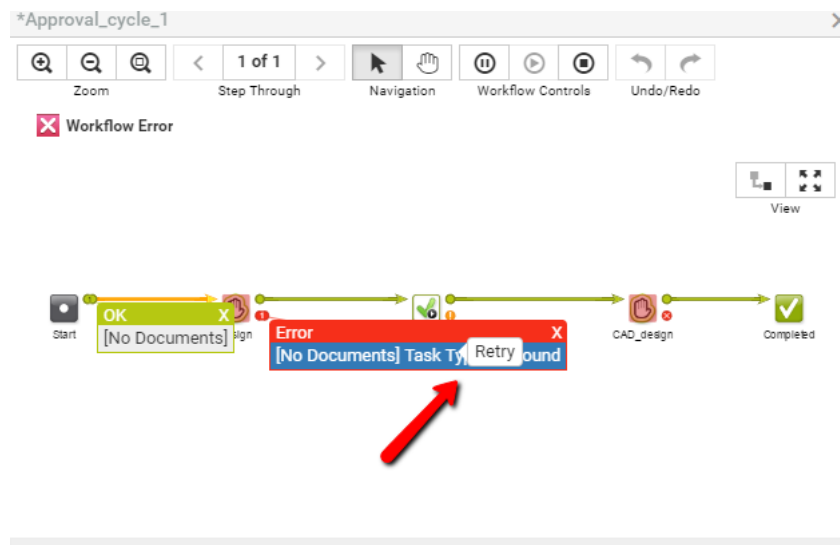 *Approval_cycle_1
1 of 1
Zoom
Step Through
Navigation
Workflow Controls
Undo/Redo
Workflow Error
View
OK X
[No Documents]
Error X
[No Documents] Task Retry ound
Start
CAD_design
Completed